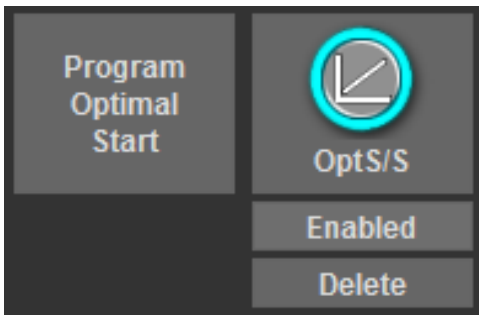 Program
Optimal
Start
OptS/S
Enabled
Delete